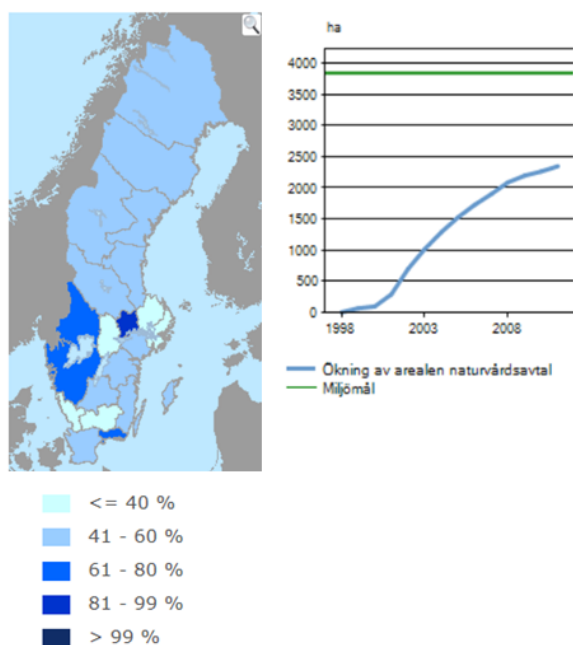 ha
4000
3500
3000
2500
2000
1500
1000
500
0
1998 2003 2008
Ökning av arealen naturvårdsavtal
Miljömål
<= 40 %
41 - 60 %
61 - 80 %
81 - 99 %
> 99 %